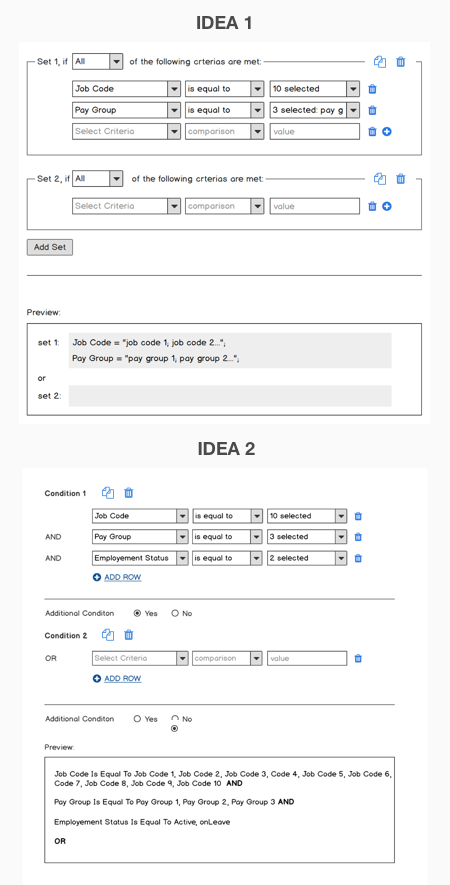 IDEA 1
Set 1, if All of the following crterias are met:
Job Code is equal to 10 selected
Pay Group is equal to 3 selected: pay g
Select Criteria comparison value
Set 2, if All of the following crterias are met:
Select Criteria comparison value
Add Set
Preview:
set 1: Job Code = "job code 1; job code 2...";
Pay Group = "pay group 1; pay group 2...";
or
set 2:
IDEA 2
Condition 1
Job Code is equal to 10 selected
AND Pay Group is equal to 3 selected
AND Employement Status is equal to 2 selected
ADD ROW
Additional Conditon Yes No
Condition 2
OR Select Criteria comparison value
ADD ROW
Additional Conditon Yes No
Preview:
Job Code Is Equal To Job Code 1, Job Code 2, Job Code 3, Code 4, Job Code 5, Job Code 6,
Code 7, Job Code 8, Job Code 9, Job Code 10 AND
Pay Group Is Equal To Pay Group 1, Pay Group 2, Pay Group 3 AND
Employement Status Is Equal To Active, onLeave
OR